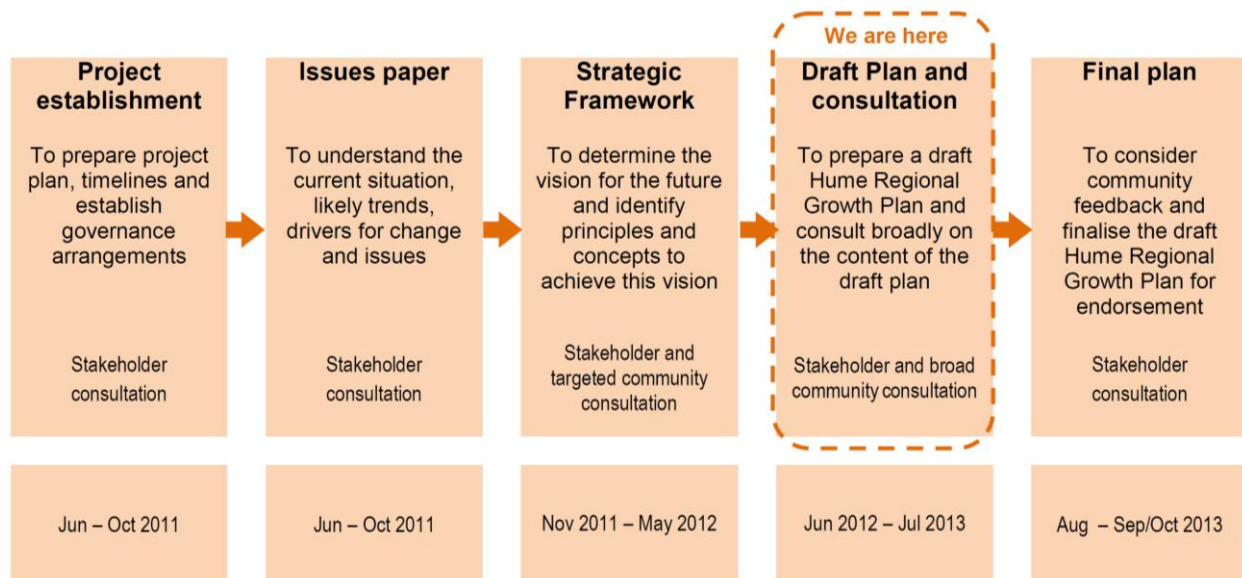 We are here
Project
establishment
To prepare project
plan, timelines and
establish
governance
arrangements
Stakeholder
consultation
Issues paper
To understand the
current situation,
likely trends,
drivers for change
and issues
Stakeholder
consultation
Strategic
Framework
To determine the
vision for the future
and identify
principles and
concepts to
achieve this vision
Stakeholder and
targeted community
consultation
Draft Plan and
consultation
To prepare a draft
Hume Regional
Growth Plan and
consult broadly on
the content of the
draft plan
Stakeholder and broad
community consultation
Final plan
To consider
community
feedback and
finalise the draft
Hume Regional
Growth Plan for
endorsement
Stakeholder
consultation
Jun – Oct 2011
Jun – Oct 2011
Nov 2011 – May 2012
Jun 2012 – Jul 2013
Aug – Sep/Oct 2013